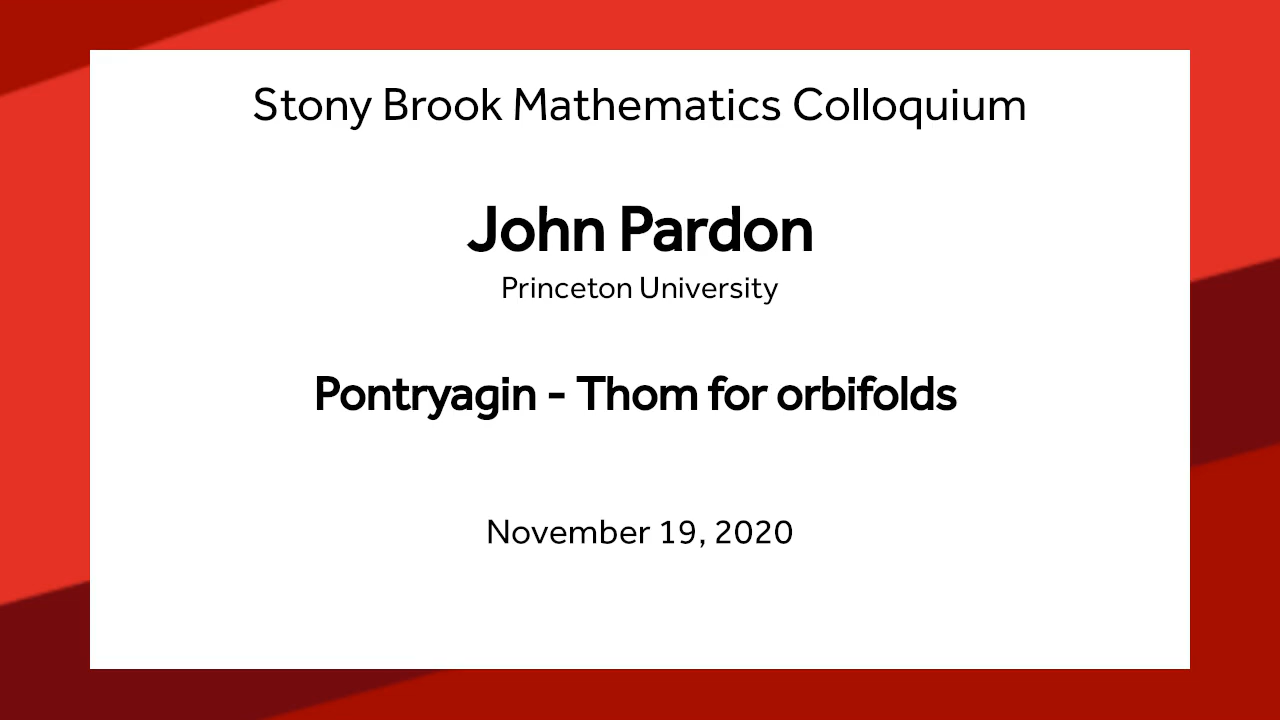 Stony Brook Mathematics Colloquium
John Pardon
Princeton University
Pontryagin - Thom for orbifolds
November 19, 2020